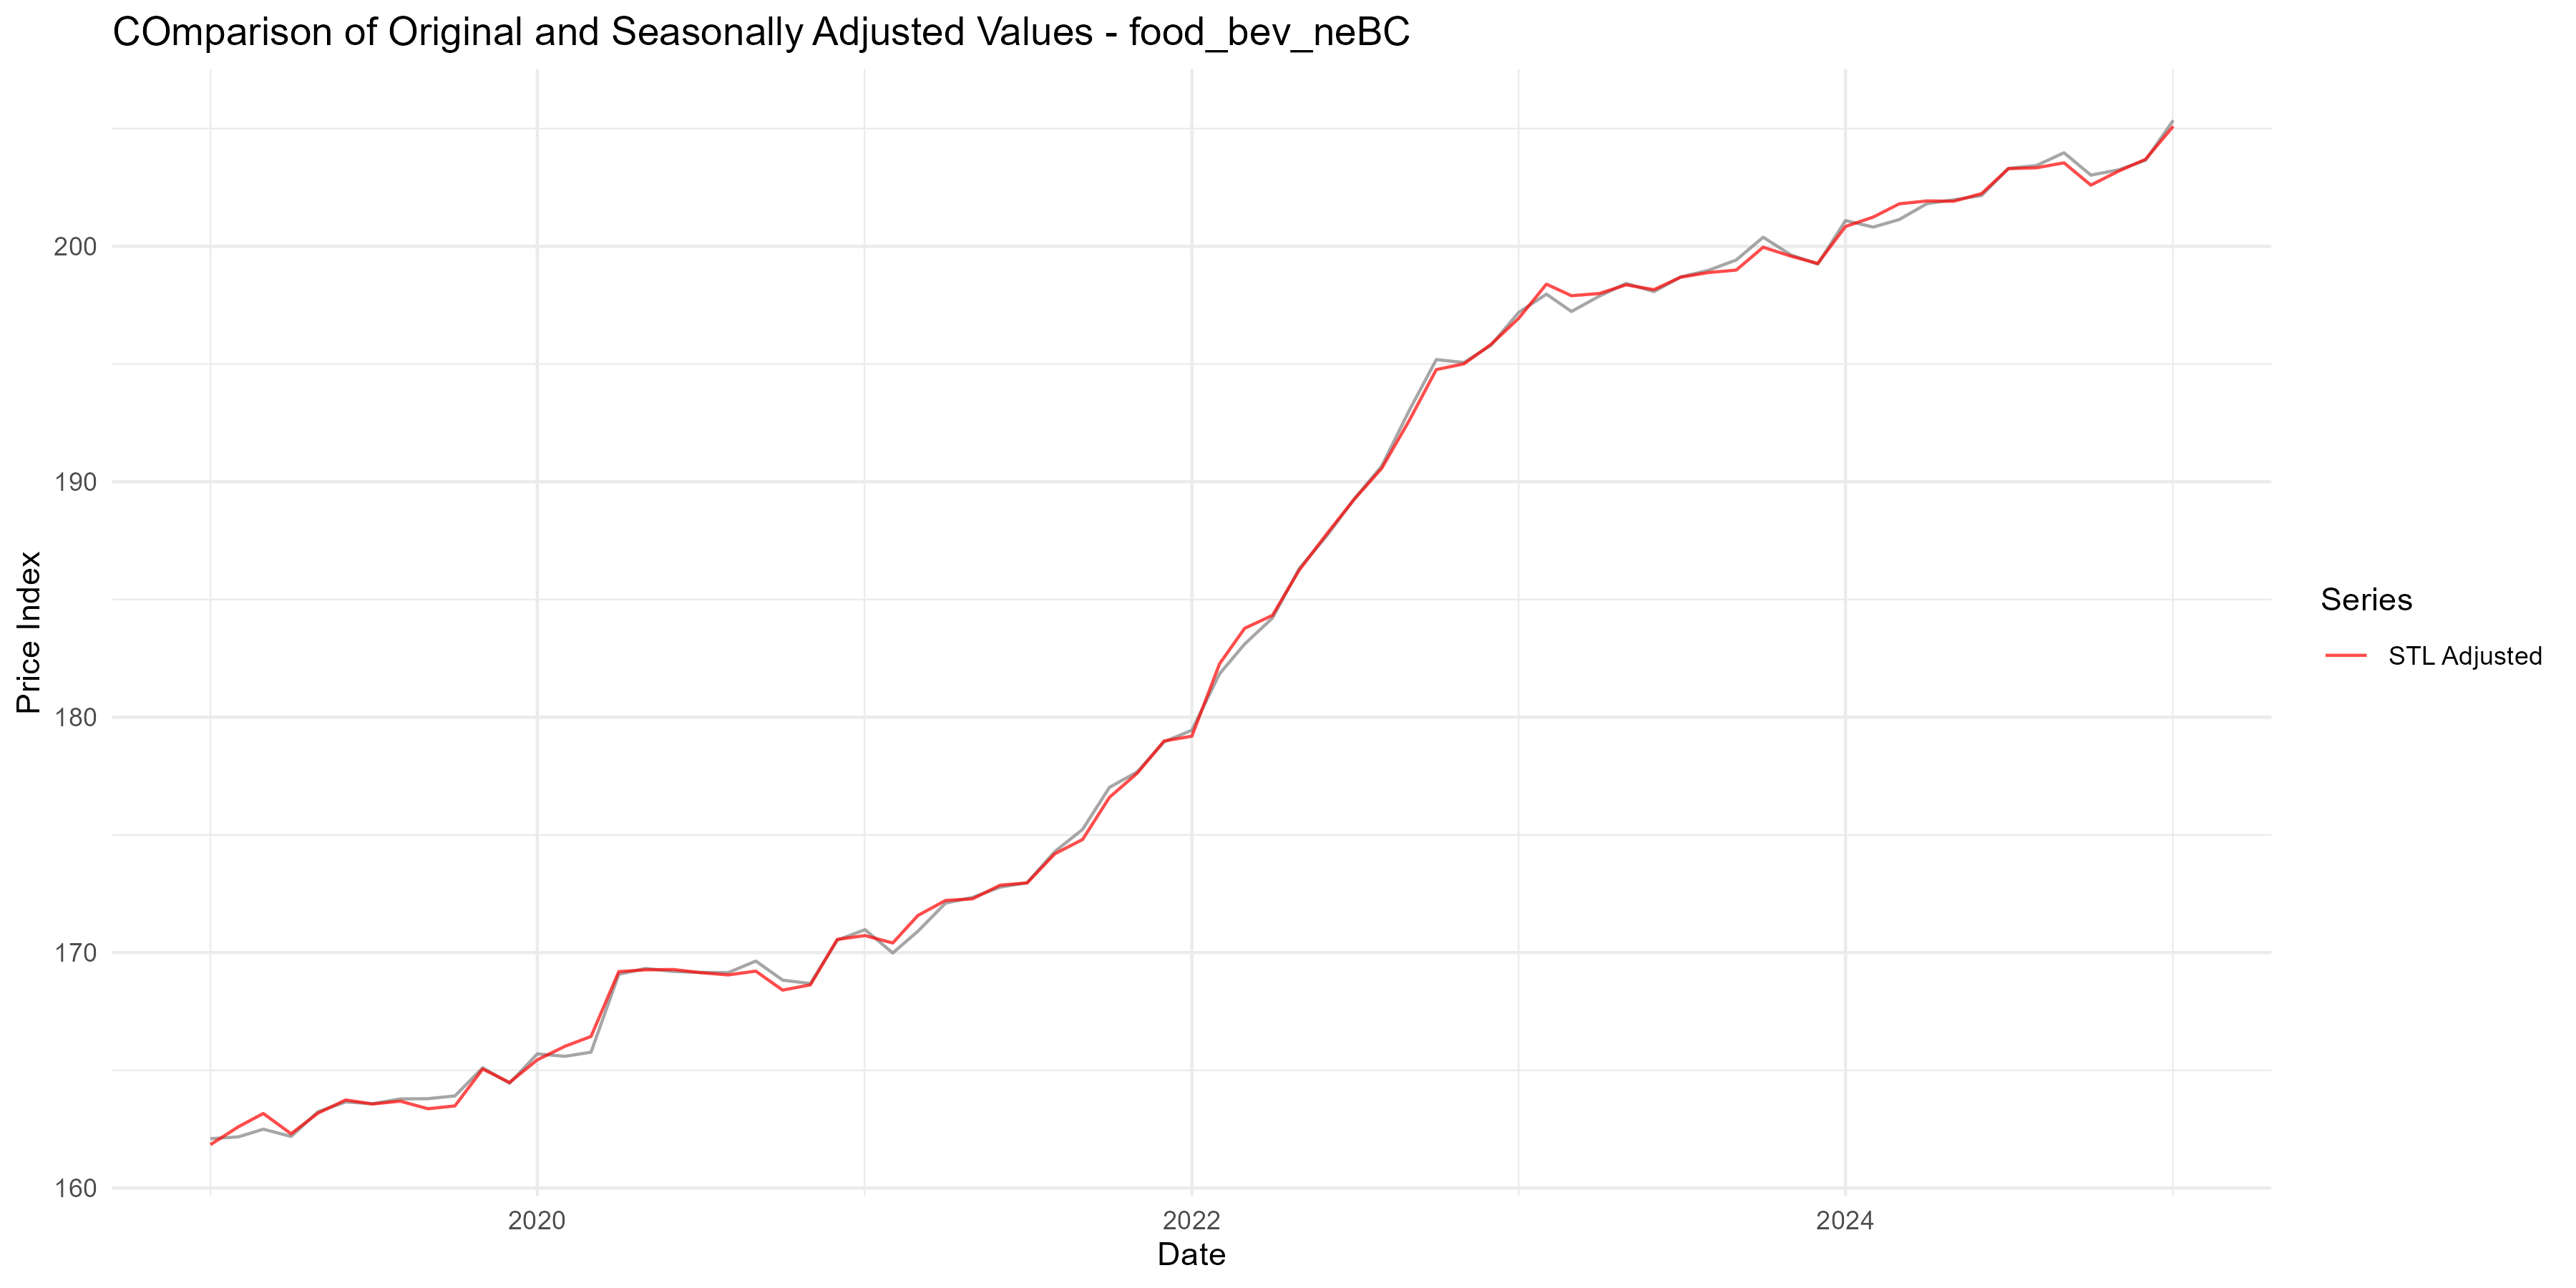 COmparison of Original and Seasonally Adjusted Values - food_bev_neBC
Price Index
200
190
180
170
160
2020
2022
2024
Date
Series
STL Adjusted